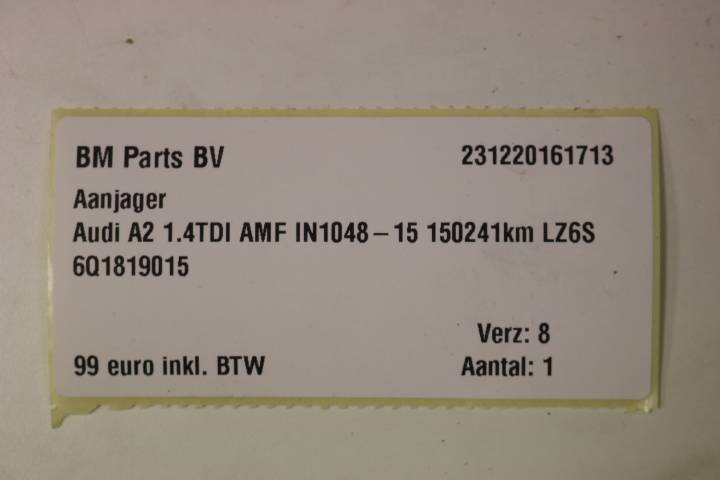 BM Parts BV 231220161713
Aanjager
Audi A2 1.4TDI AMF IN1048-15 150241km LZ6S
6Q1819015
Verz: 8
99 euro inkl. BTW Aantal: 1